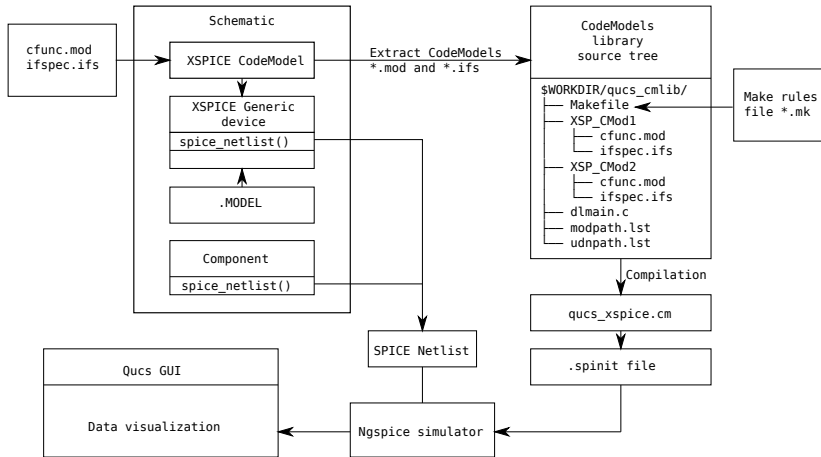 Schematic
cfunc.mod
ifspec.ifs
XSPICE CodeModel
Extract CodeModels
*.mod and *.ifs
XSPICE Generic
device
spice_netlist()
.MODEL
Component
spice_netlist()
CodeModels
library
source tree
$WORKDIR/qucs_cmlib/
Makefile
XSP_CMod1
cfunc.mod
ifspec.ifs
XSP_CMod2
cfunc.mod
ifspec.ifs
dlmain.c
modpath.lst
udnpath.lst
Make rules
file *.mk
Compilation
qucs_xspice.cm
.spinit file
SPICE Netlist
Ngspice simulator
Qucs GUI
Data visualization